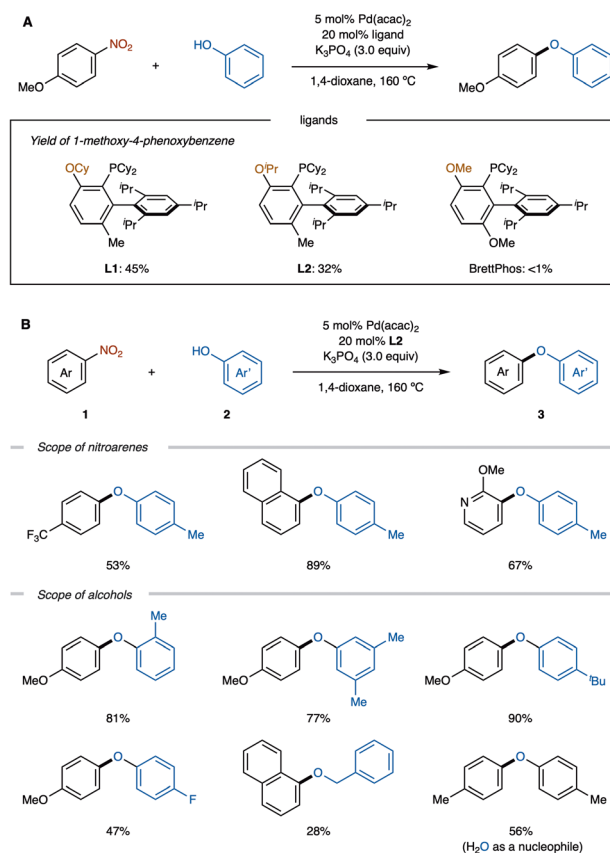 A
NO₂
MeO
+
HO
5 mol% Pd(acac)₂
20 mol% ligand
K₃PO₄ (3.0 equiv)
1,4-dioxane, 160 ºC
O
MeO
ligands
Yield of 1-methoxy-4-phenoxybenzene
OCy PCy₂ ⁱPr ⁱPr ⁱPr Me
OⁱPr PCy₂ ⁱPr ⁱPr ⁱPr Me
OMe PCy₂ ⁱPr ⁱPr ⁱPr OMe
L1: 45% L2: 32% BrettPhos: <1%
B
Ar NO₂
+
HO Ar'
5 mol% Pd(acac)₂
20 mol% L2
K₃PO₄ (3.0 equiv)
1,4-dioxane, 160 ºC
Ar O Ar'
1 2 3
Scope of nitroarenes
F₃C O Me
O Me
OMe N O Me
53% 89% 67%
Scope of alcohols
MeO O Me
MeO O Me Me
MeO O ᵗBu
81% 77% 90%
MeO O F
O
Me O Me
47% 28% 56%
(H₂O as a nucleophile)